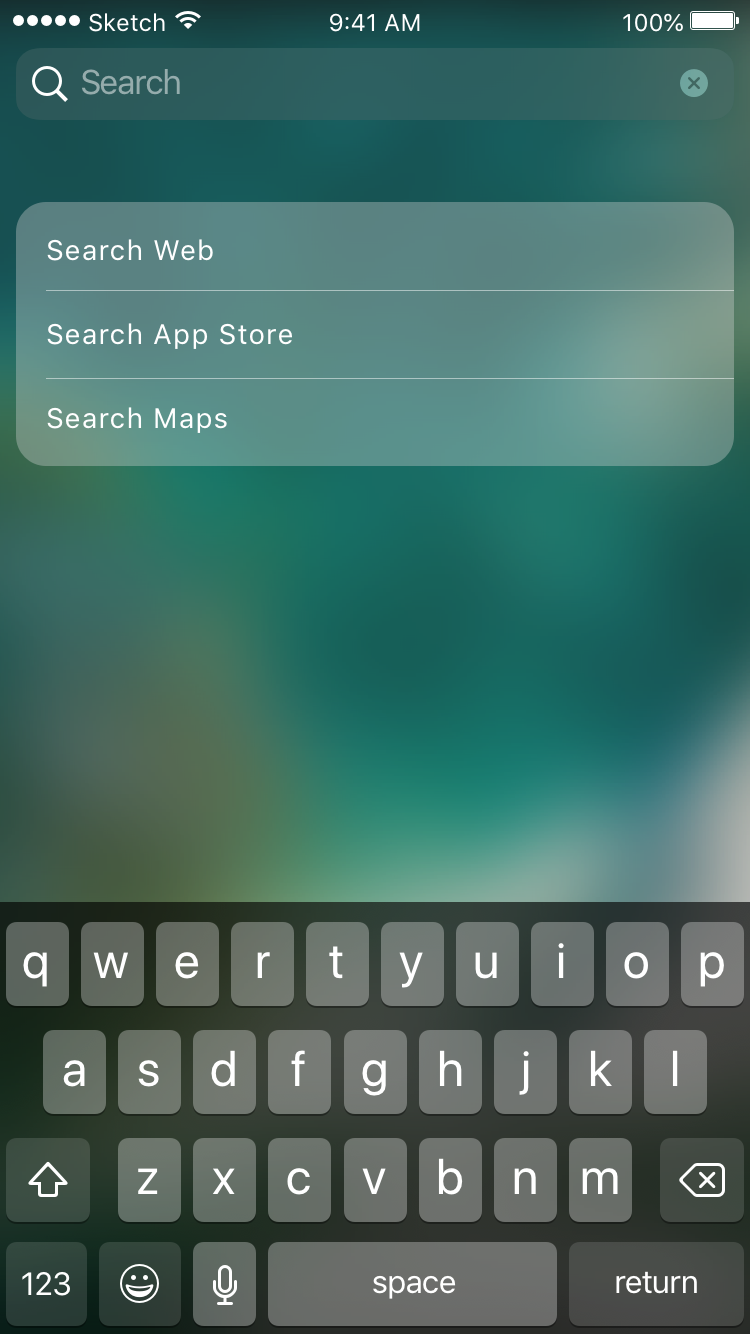 Sketch 9:41 AM 100%
Search
Search Web
Search App Store
Search Maps
q w e r t y u i o p
a s d f g h j k l
z x c v b n m
123 space return